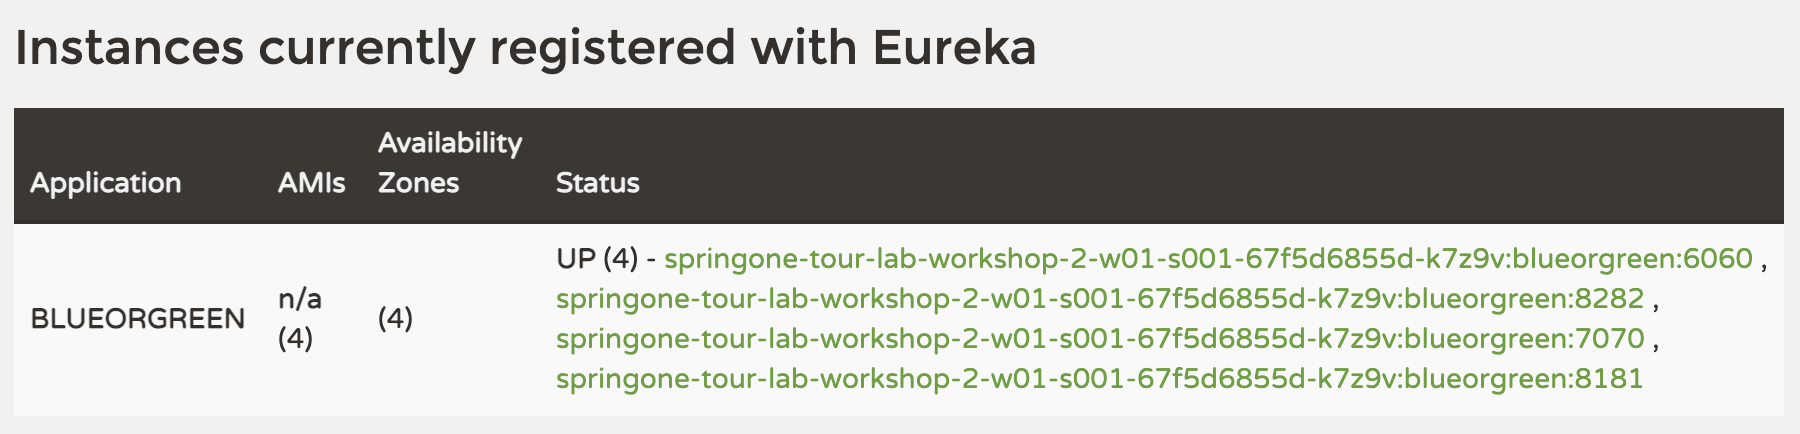 Instances currently registered with Eureka
Application AMIs Availability Zones Status
BLUEORGREEN n/a (4) (4) UP (4) - springone-tour-lab-workshop-2-w01-s001-67f5d6855d-k7z9v:blueorgreen:6060 ,
springone-tour-lab-workshop-2-w01-s001-67f5d6855d-k7z9v:blueorgreen:8282 ,
springone-tour-lab-workshop-2-w01-s001-67f5d6855d-k7z9v:blueorgreen:7070 ,
springone-tour-lab-workshop-2-w01-s001-67f5d6855d-k7z9v:blueorgreen:8181